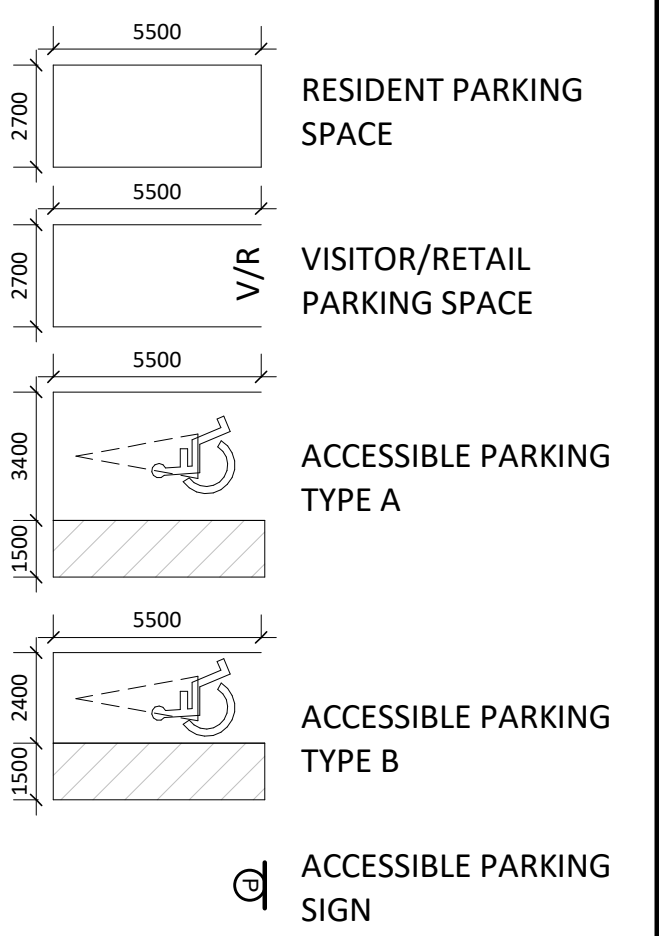 5500
2700
RESIDENT PARKING
SPACE
5500
2700
V/R
VISITOR/RETAIL
PARKING SPACE
5500
3400
1500
ACCESSIBLE PARKING
TYPE A
5500
2400
1500
ACCESSIBLE PARKING
TYPE B
P
ACCESSIBLE PARKING
SIGN